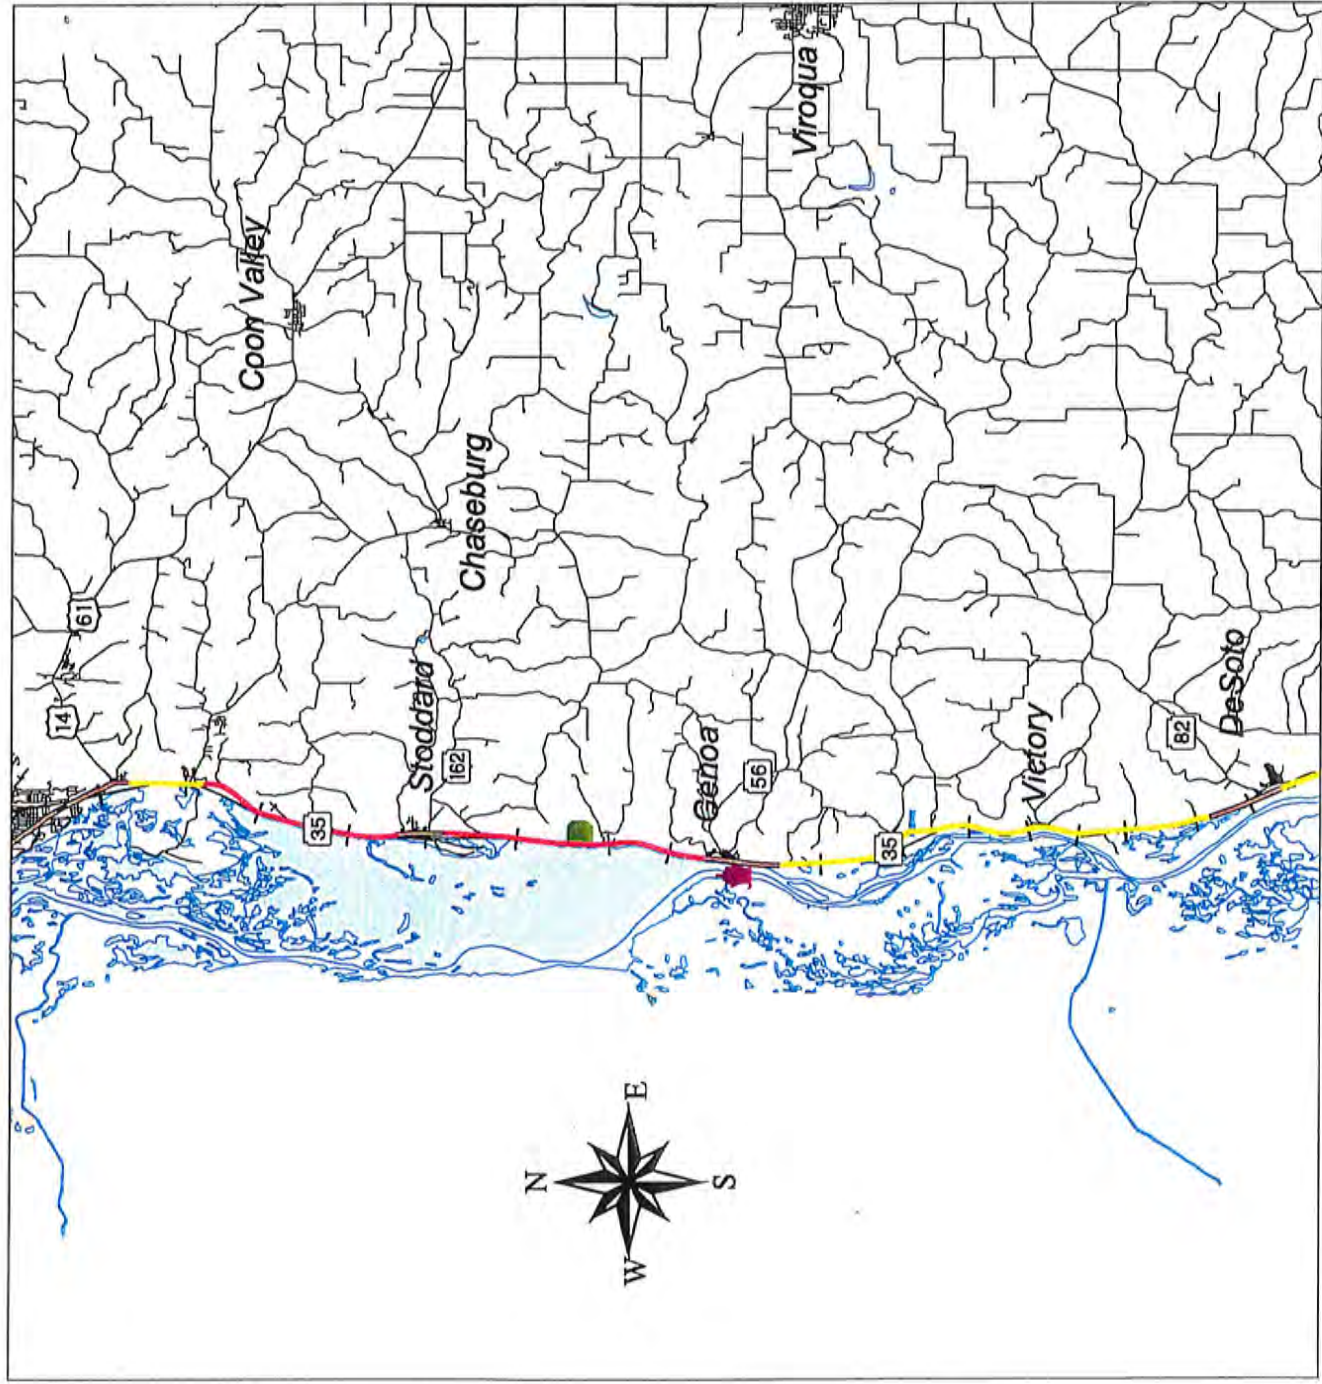 Viroqua
Coon Valley
Chaseburg
61
14
Stoddard
162
35
Genoa
56
35
Victory
82
DeSoto
N
E
S
W